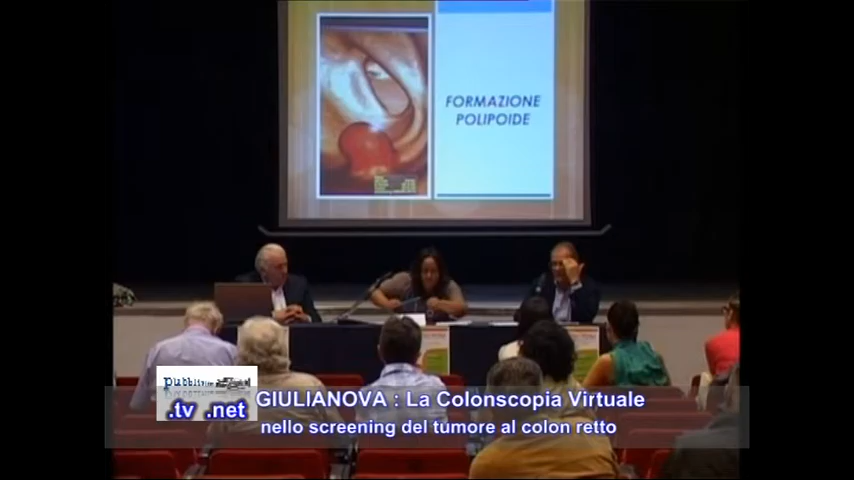 FORMAZIONE
POLIPOIDE
.tv .net
GIULIANOVA : La Colonscopia Virtuale
nello screening del tumore al colon retto